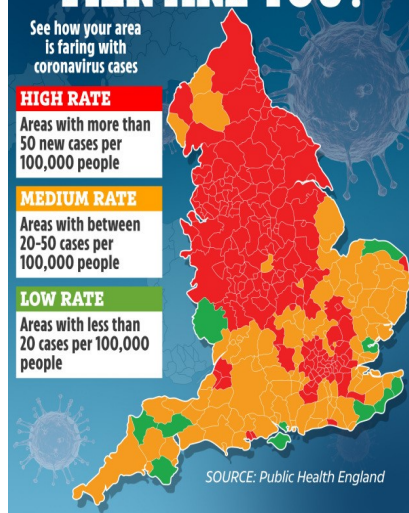 See how your area
is faring with
coronavirus cases
HIGH RATE
Areas with more than
50 new cases per
100,000 people
MEDIUM RATE
Areas with between
20-50 cases per
100,000 people
LOW RATE
Areas with less than
20 cases per 100,000
people
SOURCE: Public Health England